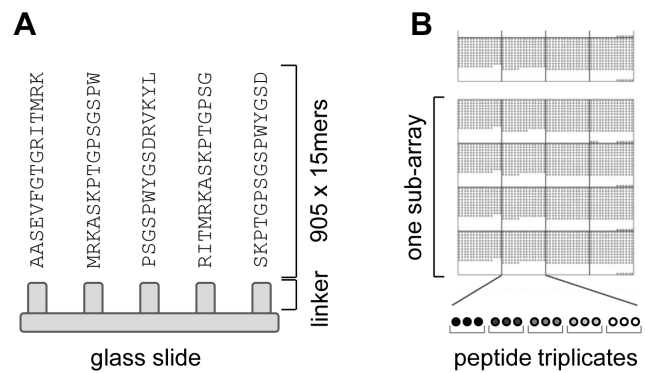 A
AASEVFGTGRITMRK
MRKASKPTGPSGSPW
PSGSPWYGSDRVKYL
RITMRKASKPTGPSG
SKPTGPSGSPWYGSD
905 x 15mers
linker
glass slide
B
one sub-array
peptide triplicates